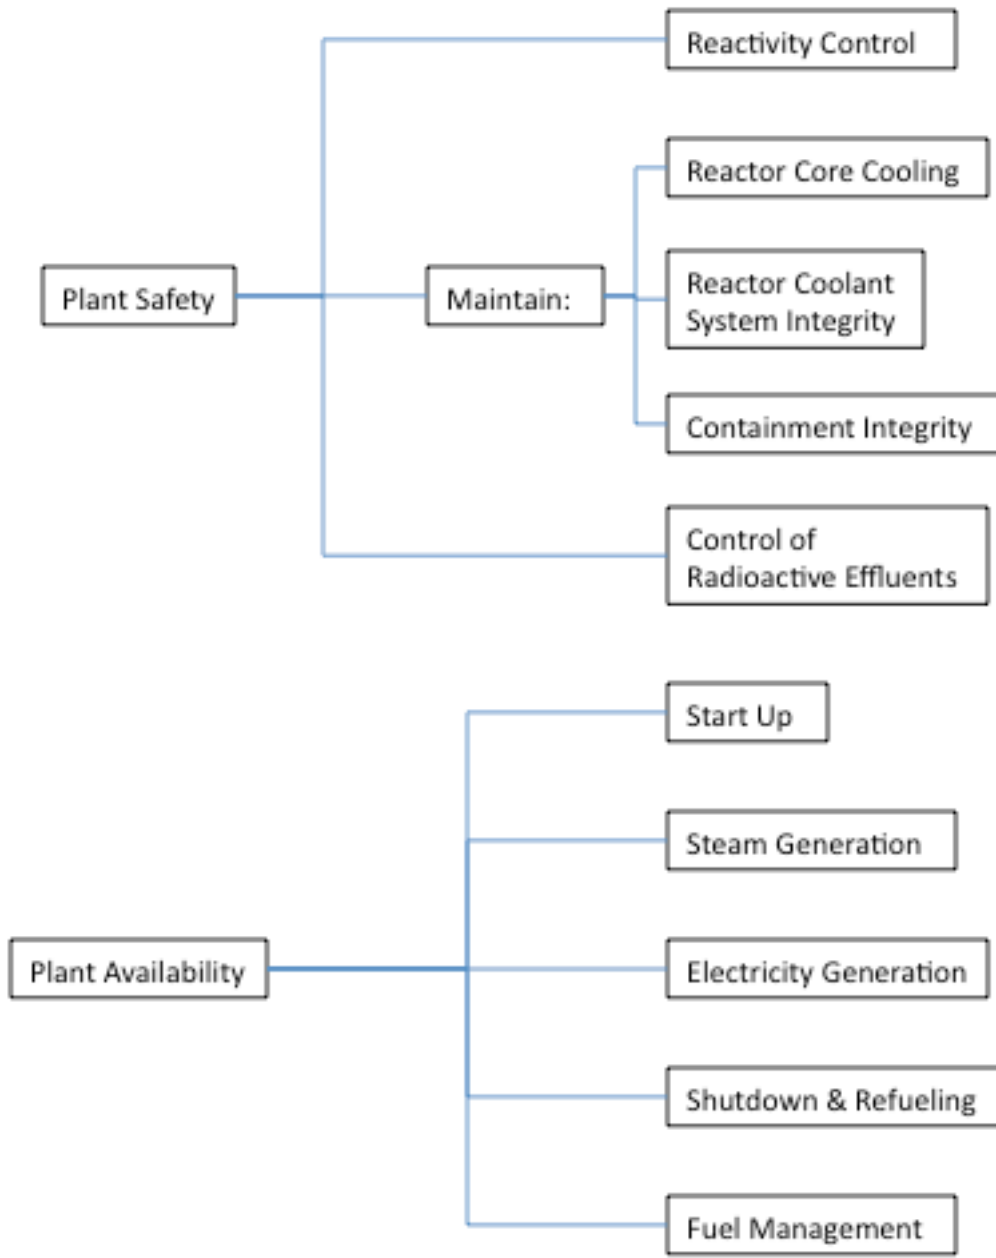 Reactivity Control
Reactor Core Cooling
Plant Safety
Maintain:
Reactor Coolant
System Integrity
Containment Integrity
Control of
Radioactive Effluents
Start Up
Steam Generation
Plant Availability
Electricity Generation
Shutdown & Refueling
Fuel Management